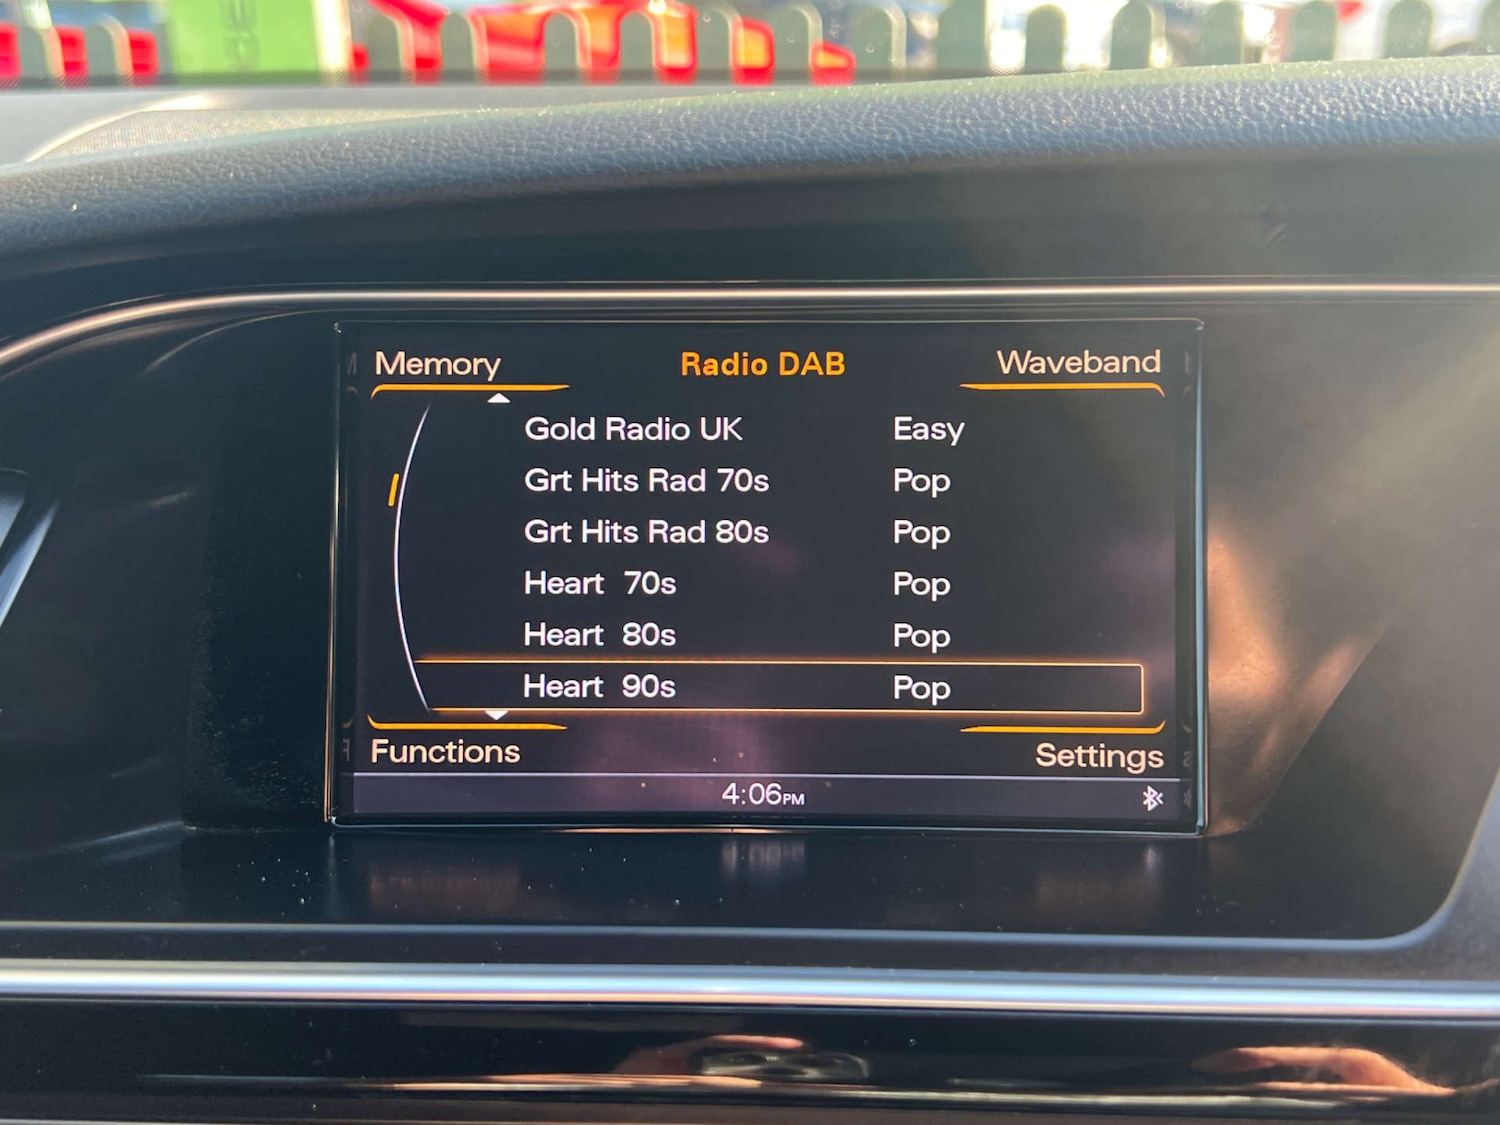 Memory Radio DAB Waveband
Gold Radio UK Easy
Grt Hits Rad 70s Pop
Grt Hits Rad 80s Pop
Heart 70s Pop
Heart 80s Pop
Heart 90s Pop
Functions Settings
4:06PM